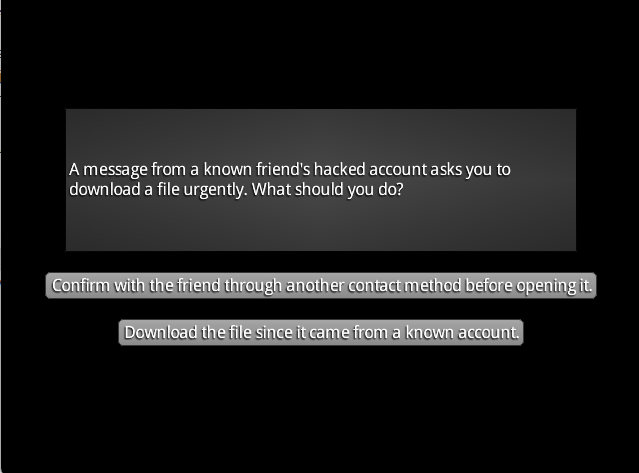 A message from a known friend's hacked account asks you to
download a file urgently. What should you do?
Confirm with the friend through another contact method before opening it.
Download the file since it came from a known account.